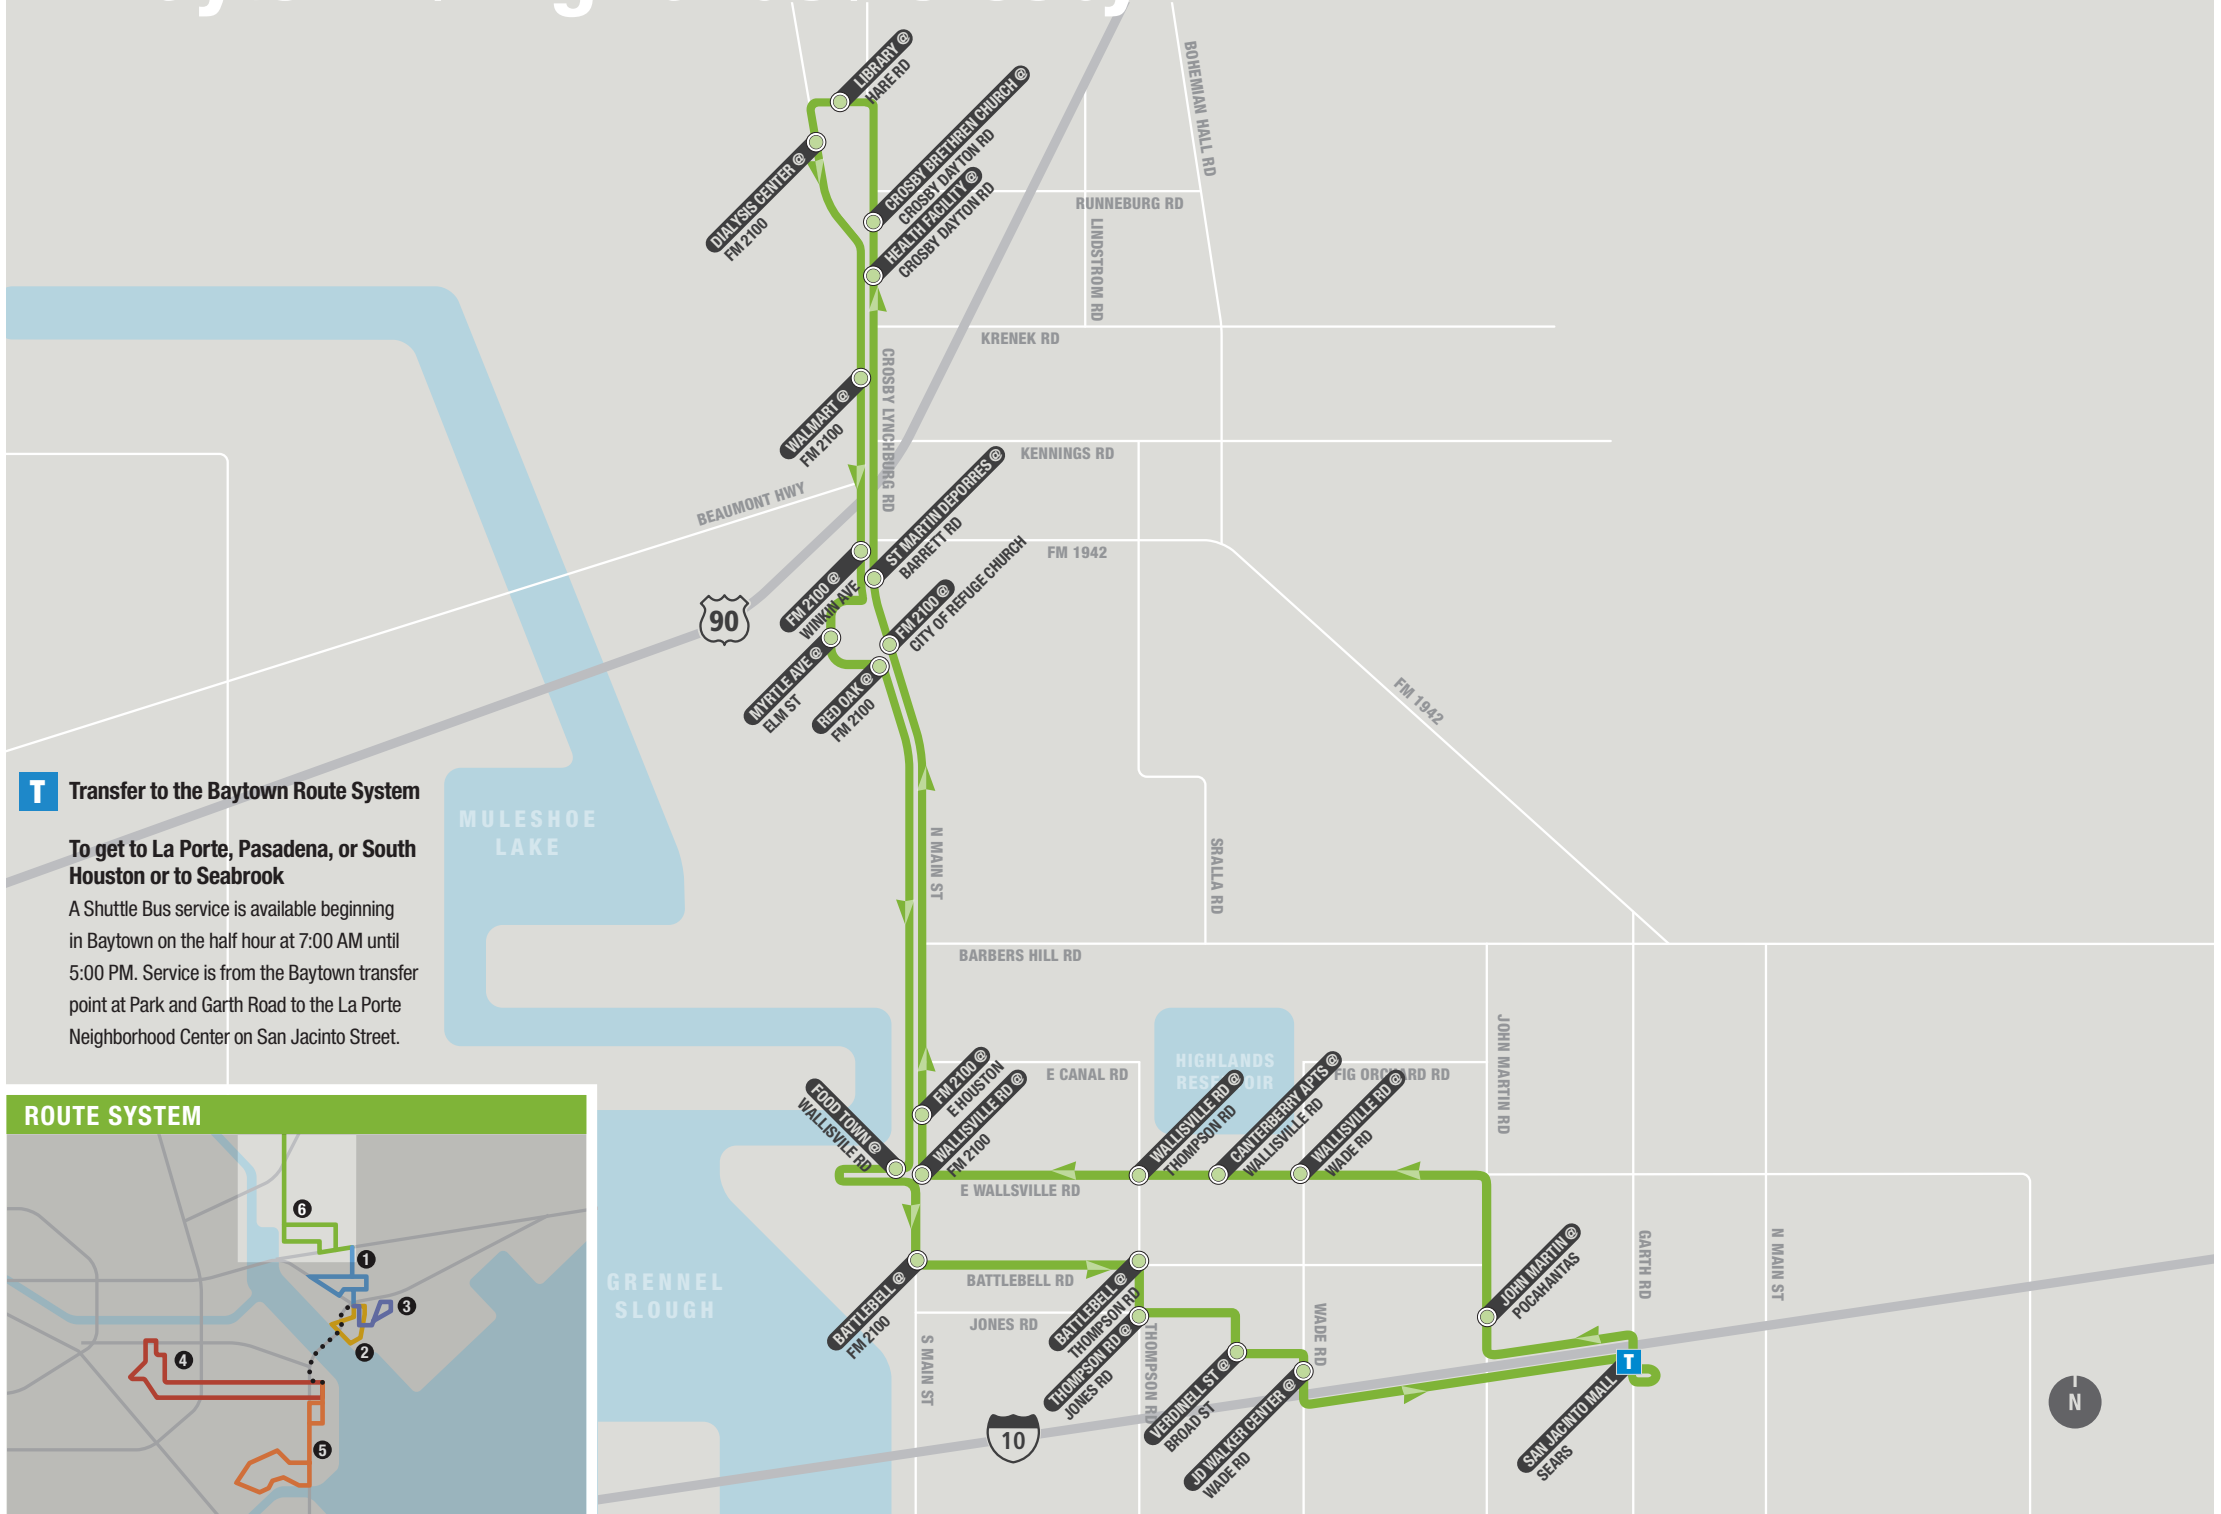 LIBRARY @
HARE RD
CROSBY BRETHREN CHURCH @
CROSBY DAYTON RD
HEALTH FACILITY @
CROSBY DAYTON RD
DIALYSIS CENTER @
FM 2100
BOHEMIAN HALL RD
RUNNEBURG RD
LINDSTROM RD
KRENEK RD
CROSBY LYNCHBURG RD
WALMART @
FM 2100
KENNINGS RD
BEAUMONT HWY
ST MARTIN DEPORRES @
BARRETT RD
FM 1942
FM 2100 @
WINKIN AVE
FM 2100 @
CITY OF REFUGE CHURCH
90
MYRTLE AVE @
ELM ST
RED OAK @
FM 2100
FM 1942
T
Transfer to the Baytown Route System
To get to La Porte, Pasadena, or South
Houston or to Seabrook
A Shuttle Bus service is available beginning
in Baytown on the half hour at 7:00 AM until
5:00 PM. Service is from the Baytown transfer
point at Park and Garth Road to the La Porte
Neighborhood Center on San Jacinto Street.
MULESHOE
LAKE
N MAIN ST
SRALLA RD
BARBERS HILL RD
JOHN MARTIN RD
HIGHLANDS
RESERVOIR
E CANAL RD
FIG ORCHARD RD
FOOD TOWN @
WALLISVILE RD
FM 2100 @
E HOUSTON
WALLISVILLE RD @
FM 2100
WALLISVILLE RD @
THOMPSON RD
CANTERBERRY APTS @
WALLISVILLE RD
WALLISVILLE RD @
WADE RD
E WALLSVILLE RD
ROUTE SYSTEM
6
1
3
2
4
5
GRENNEL
SLOUGH
BATTLEBELL @
FM 2100
BATTLEBELL RD
BATTLEBELL @
THOMPSON RD
JONES RD
THOMPSON RD @
JONES RD
S MAIN ST
THOMPSON RD
VERDINELL ST @
BROAD ST
JD WALKER CENTER @
WADE RD
WADE RD
JOHN MARTIN @
POCAHANTAS
GARTH RD
N MAIN ST
T
SAN JACINTO MALL
SEARS
10
N